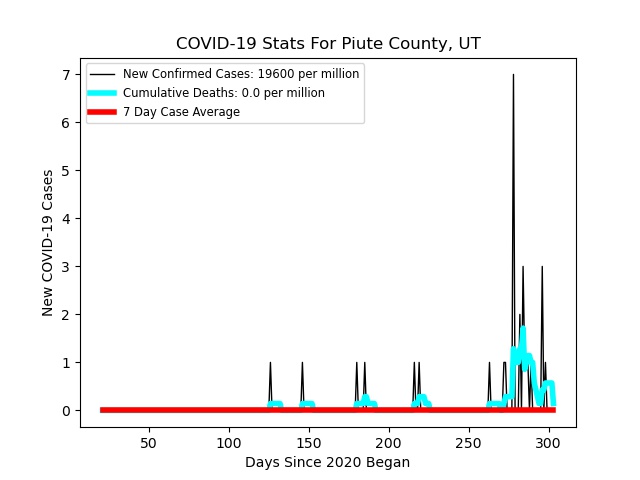 COVID-19 Stats For Piute County, UT
New Confirmed Cases: 19600 per million
Cumulative Deaths: 0.0 per million
7 Day Case Average
New COVID-19 Cases
7
6
5
4
3
2
1
0
50 100 150 200 250 300
Days Since 2020 Began